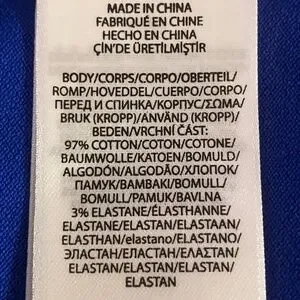 MADE IN CHINA
FABRIQUÉ EN CHINE
HECHO EN CHINA
ÇİN'DE ÜRETİLMİŞTİR
BODY/CORPS/CORPO/OBERTEIL/
ROMP/HOVEDDEL/CUERPO/CORPO/
ПЕРЕД И СПИНКА/КОРПУС/ΣΩΜΑ/
BRUK (KROPP)/ANVÄND (KROPP)/
BEDEN/VRCHNÍ ČÁST:
97% COTTON/COTON/COTONE/
BAUMWOLLE/KATOEN/BOMULD/
ALGODÓN/ALGODÃO/ХЛОПОК/
ПАМУК/ΒΑΜΒΑΚΙ/BOMULL/
BOMULL/PAMUK/BAVLNA
3% ELASTANE/ÉLASTHANNE/
ELASTANE/ELASTAN/ELASTAAN/
ELASTHAN/elastano/ELASTANO/
ЭЛАСТАН/ЕЛАСТАН/ΕΛΑΣΤΑΝ/
ELASTAN/ELASTAN/ELASTAN/
ELASTAN